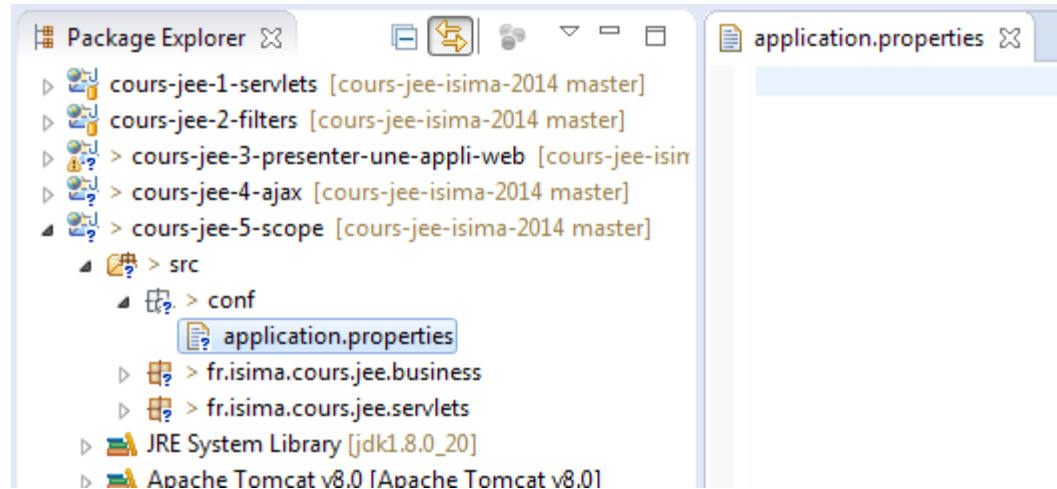 Package Explorer
application.properties
cours-jee-1-servlets [cours-jee-isima-2014 master]
cours-jee-2-filters [cours-jee-isima-2014 master]
> cours-jee-3-presenter-une-appli-web [cours-jee-isim
> cours-jee-4-ajax [cours-jee-isima-2014 master]
> cours-jee-5-scope [cours-jee-isima-2014 master]
> src
> conf
application.properties
> fr.isima.cours.jee.business
> fr.isima.cours.jee.servlets
JRE System Library [jdk1.8.0_20]
Apache Tomcat v8.0 [Apache Tomcat v8.0]